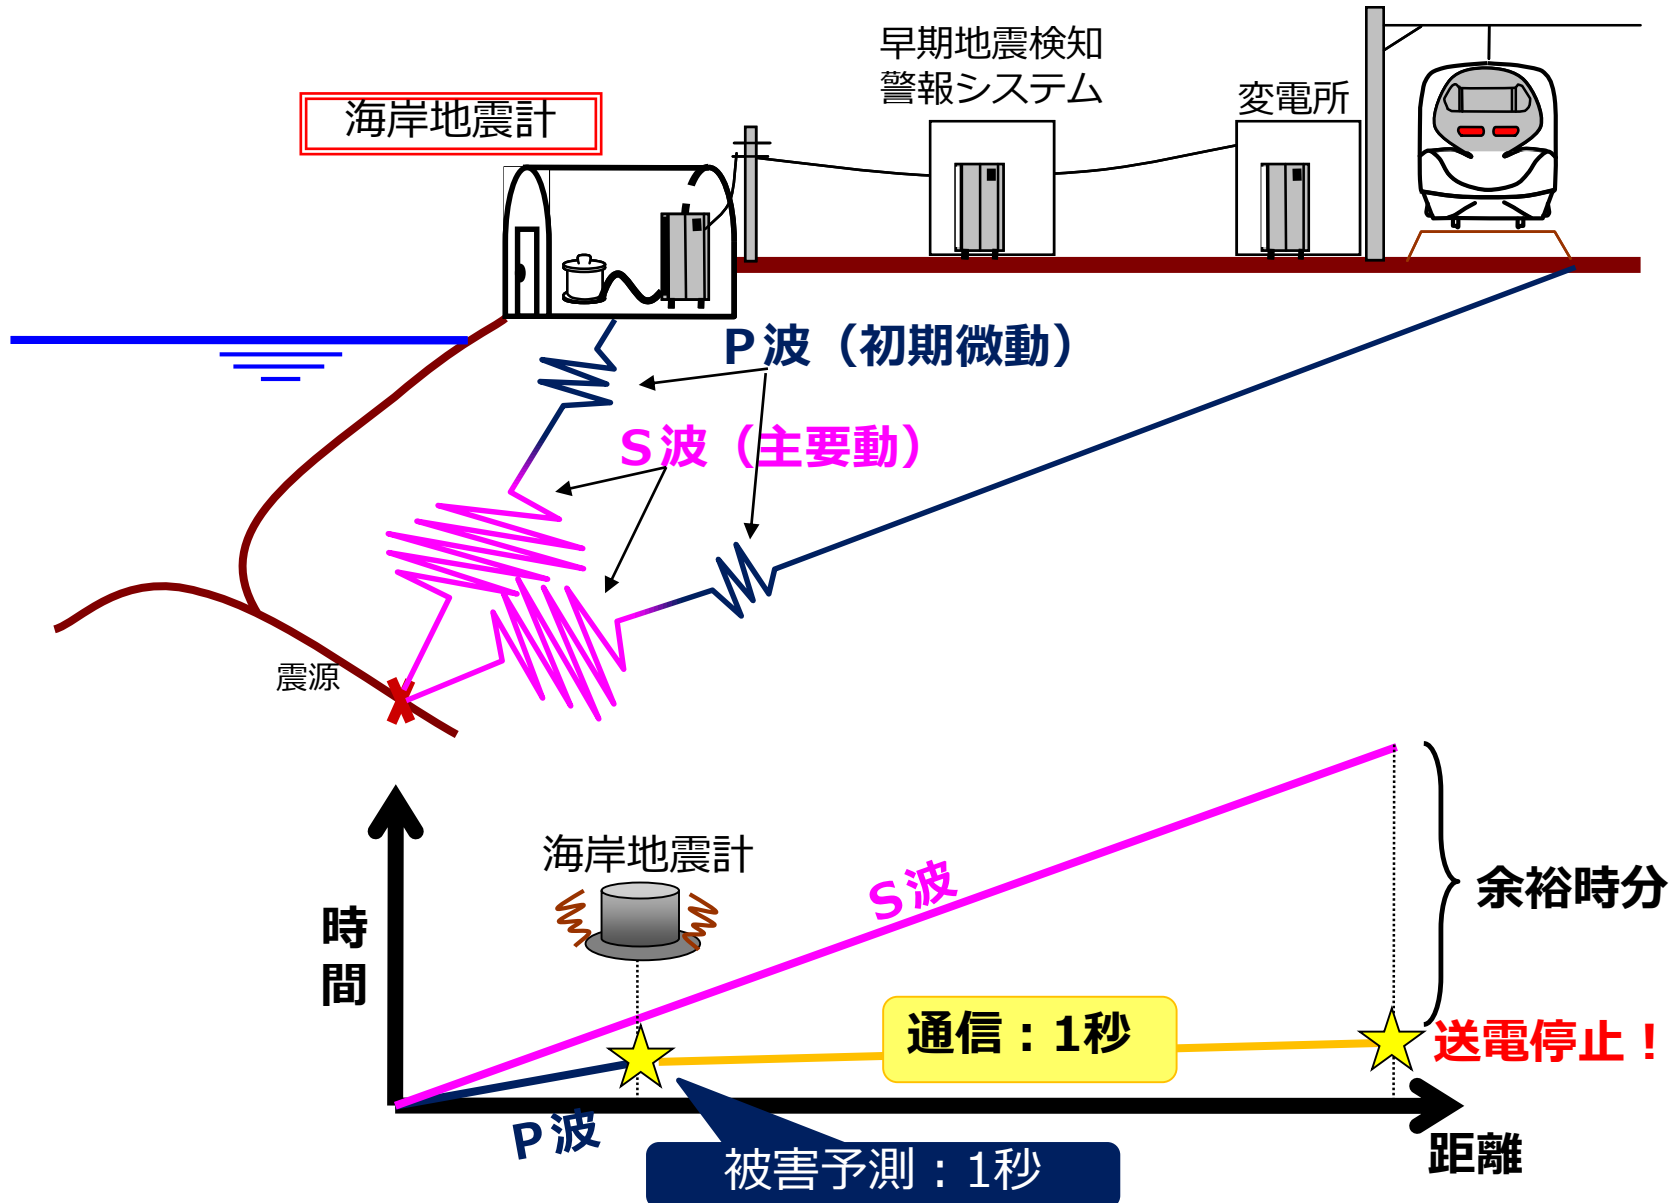 早期地震検知
警報システム
変電所
海岸地震計
P波（初期微動）
S波（主要動）
震源
海岸地震計
S波
余裕時分
時
間
通信：1秒
送電停止！
P波
距離
被害予測：1秒